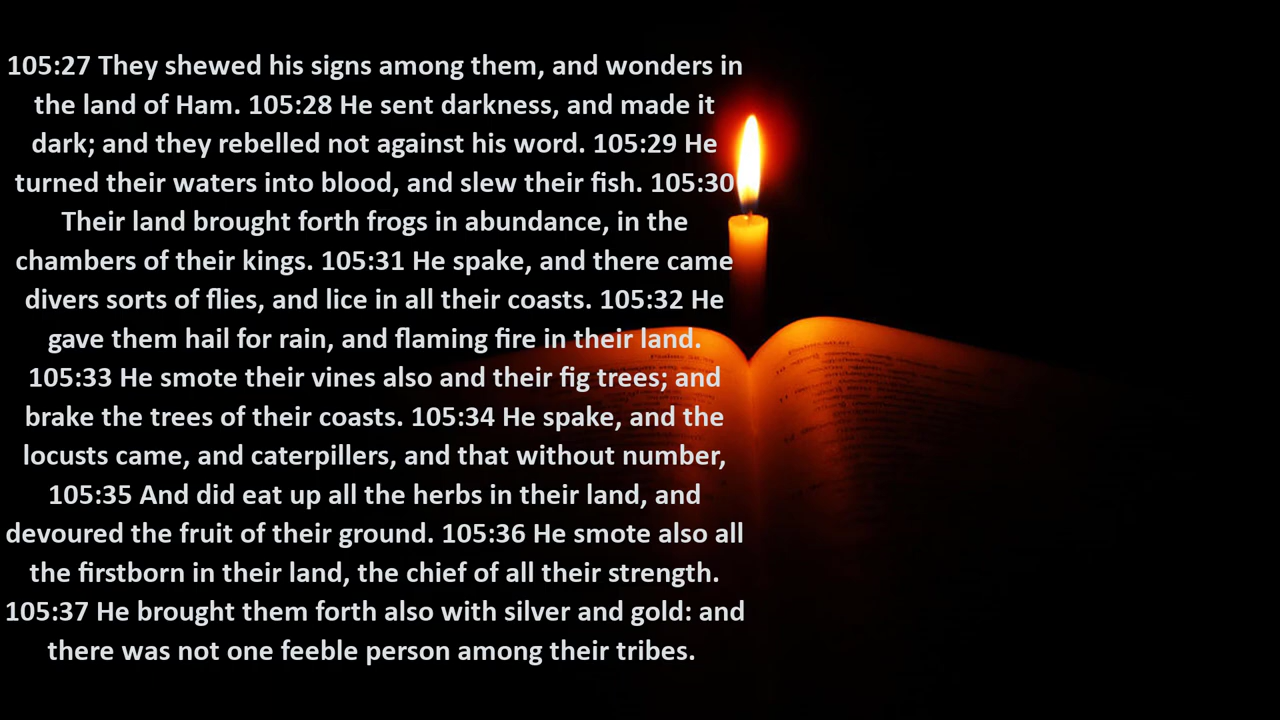 105:27 They shewed his signs among them, and wonders in
the land of Ham. 105:28 He sent darkness, and made it
dark; and they rebelled not against his word. 105:29 He
turned their waters into blood, and slew their fish. 105:30
Their land brought forth frogs in abundance, in the
chambers of their kings. 105:31 He spake, and there came
divers sorts of flies, and lice in all their coasts. 105:32 He
gave them hail for rain, and flaming fire in their land.
105:33 He smote their vines also and their fig trees; and
brake the trees of their coasts. 105:34 He spake, and the
locusts came, and caterpillers, and that without number,
105:35 And did eat up all the herbs in their land, and
devoured the fruit of their ground. 105:36 He smote also all
the firstborn in their land, the chief of all their strength.
105:37 He brought them forth also with silver and gold: and
there was not one feeble person among their tribes.